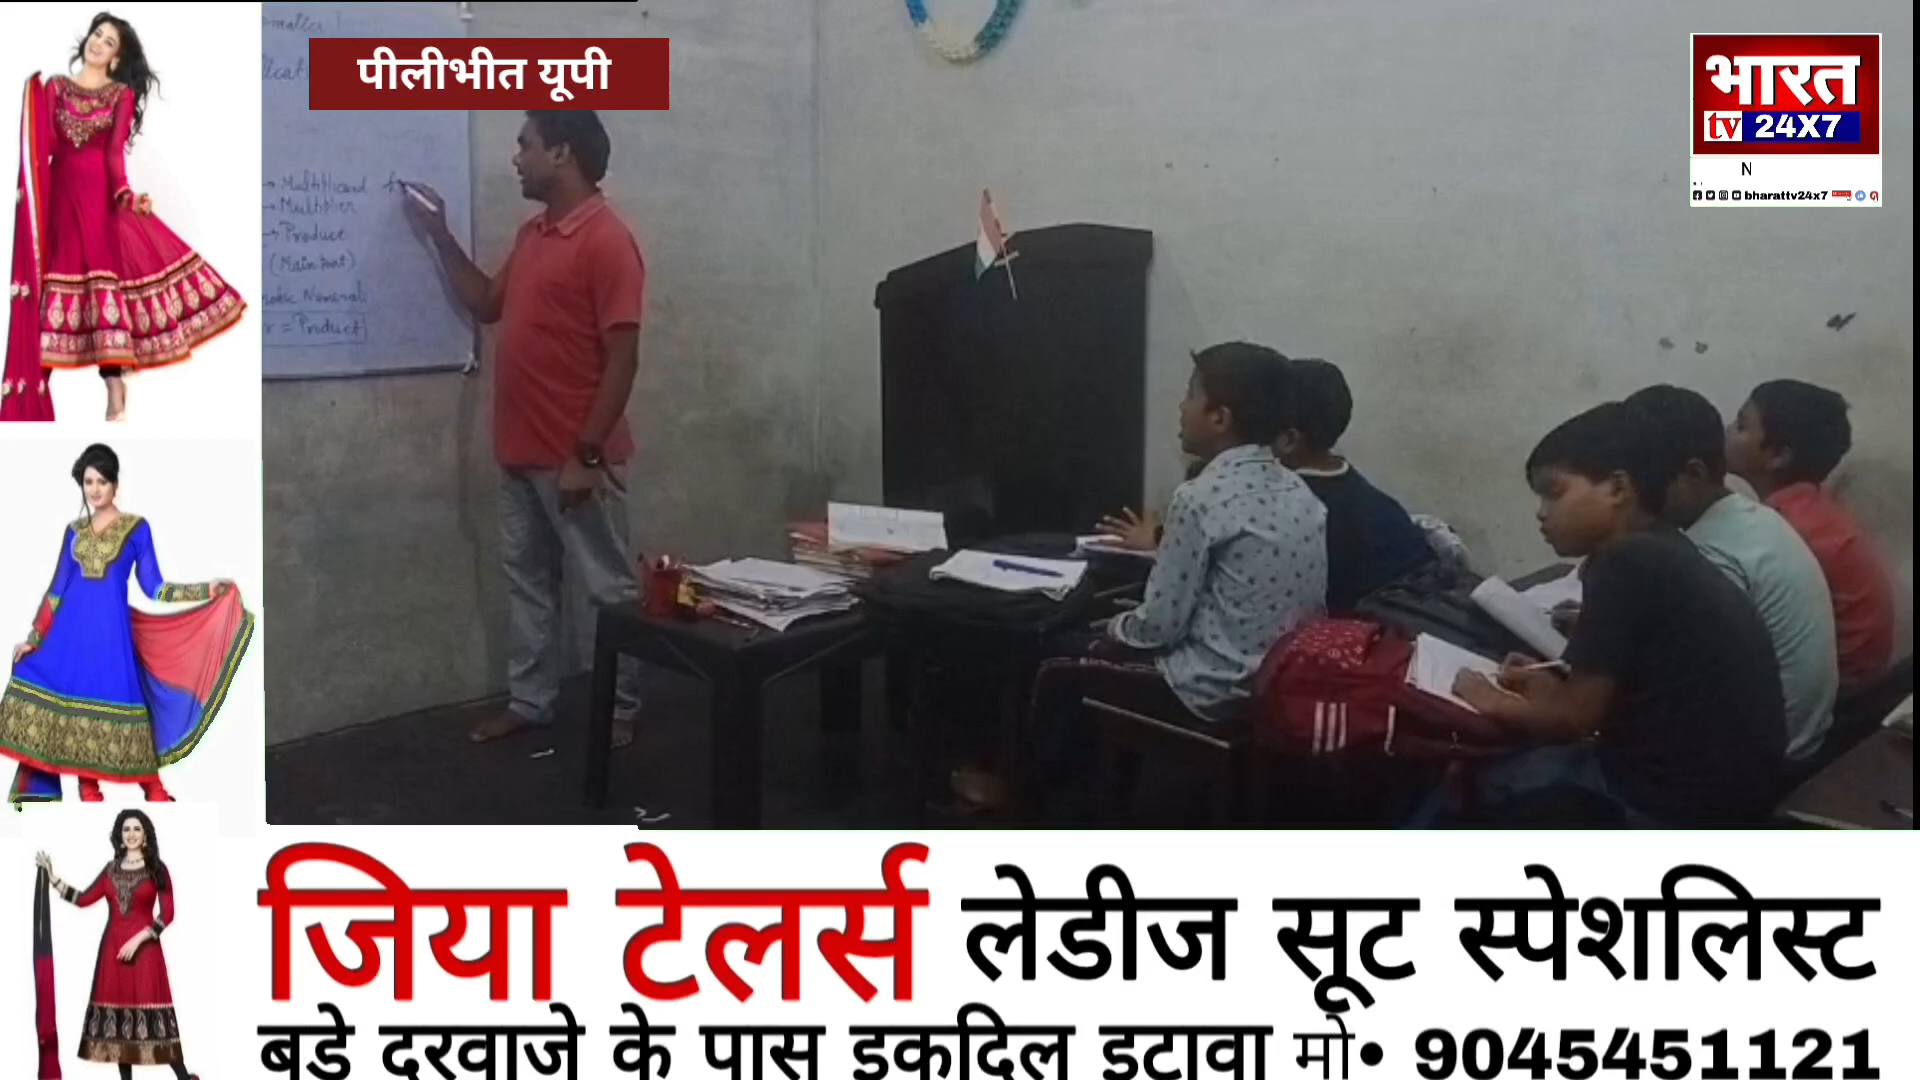 पीलीभीत यूपी
भारत
tv 24X7
N
bharattv24x7
→ Multiplicand
→ Multiplier
→ Product
(Main Part)
r = Product
जिया टेलर्स लेडीज सूट स्पेशलिस्ट
बडे दरवाजे के पास इकदिल इटावा मो• 9045451121